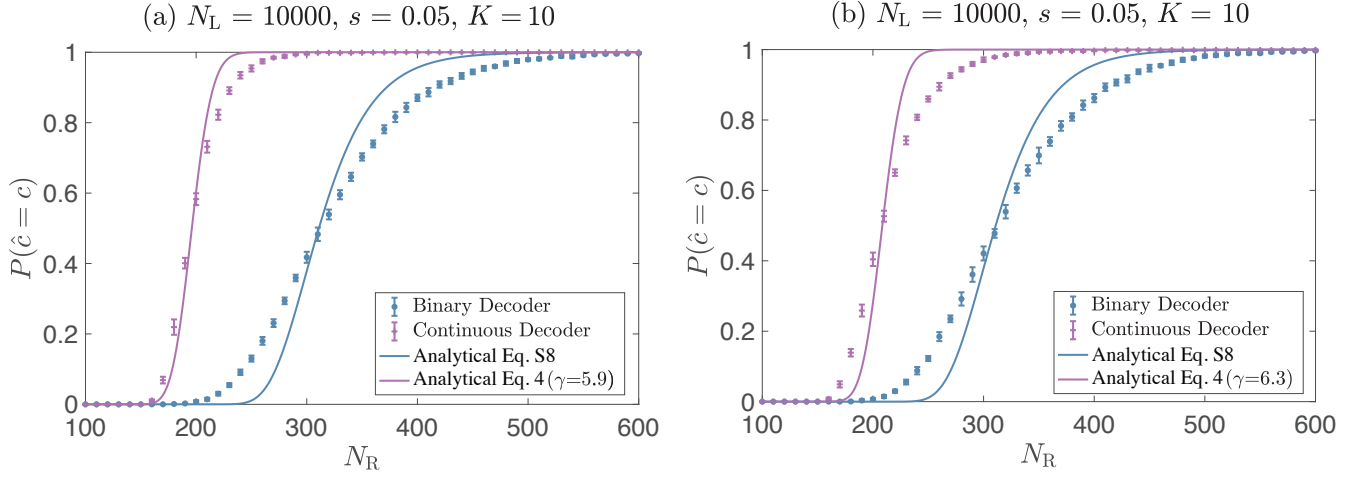 (a) N_L = 10000, s = 0.05, K = 10
1
0.8
0.6
0.4
0.2
0
P(ĉ = c)
100 200 300 400 500 600
N_R
Binary Decoder
Continuous Decoder
Analytical Eq. S8
Analytical Eq. 4 (γ=5.9)
(b) N_L = 10000, s = 0.05, K = 10
1
0.8
0.6
0.4
0.2
0
P(ĉ = c)
100 200 300 400 500 600
N_R
Binary Decoder
Continuous Decoder
Analytical Eq. S8
Analytical Eq. 4 (γ=6.3)